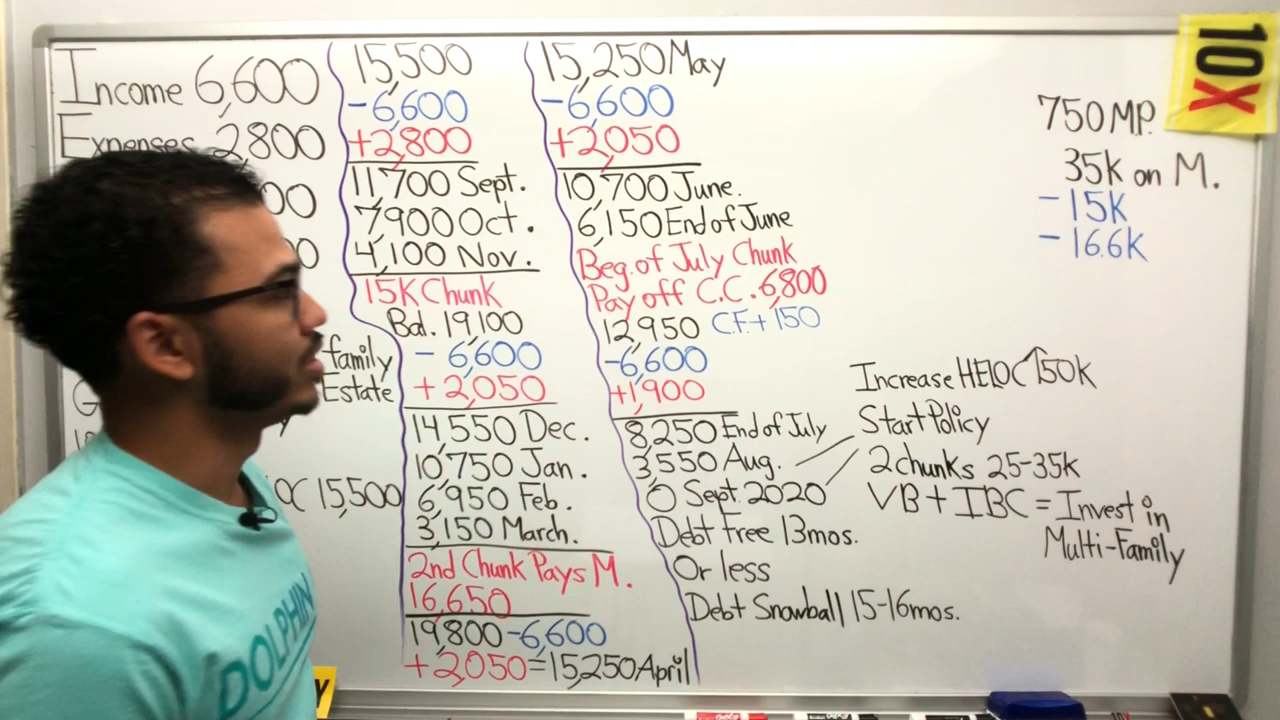 Income 6,600
Expenses 2,800
00
00
family
Estate
OC 15,500
15,500
-6,600
+2,800
11,700 Sept.
7,900 Oct.
4,100 Nov.
15K Chunk
Bal. 19,100
- 6,600
+ 2,050
14,550 Dec.
10,750 Jan.
6,950 Feb.
3,150 March.
2nd Chunk Pays M.
16,650
19,800 -6,600
+2,050=15,250 April
15,250 May
-6,600
+2,050
10,700 June.
6,150 End of June
Beg. of July Chunk
Pay off C.C. 6,800
12,950 C.F. + 150
-6,600
+1,900
8,250 End of July
3,550 Aug.
0 Sept. 2020
Debt Free 13mos.
Or less
Debt Snowball 15-16mos.
Increase HELOC 150k
Start Policy
2 chunks 25-35k
VB + IBC = Invest in
Multi-Family
750 M.P.
35k on M.
-15k
-16.6k
10X
DOLPHIN